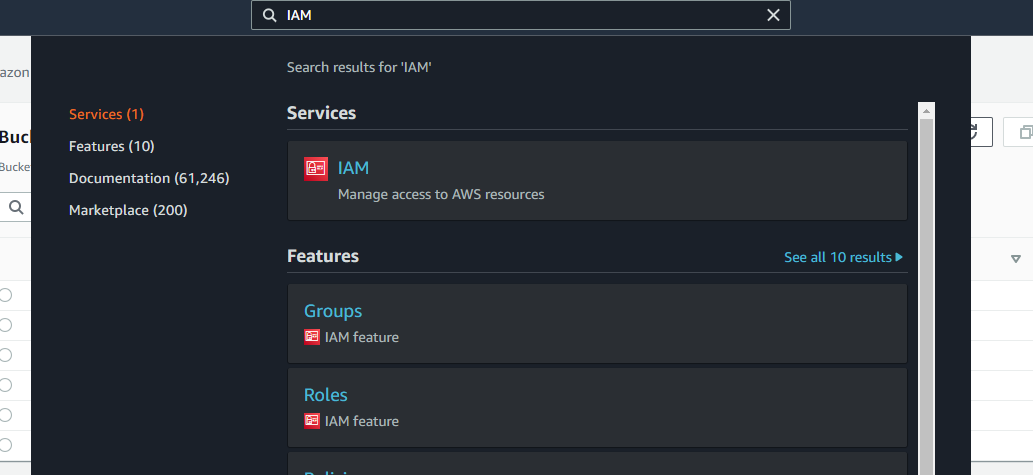 IAM
Search results for 'IAM'
Services (1)
Features (10)
Documentation (61,246)
Marketplace (200)
Services
IAM
Manage access to AWS resources
Features
See all 10 results
Groups
IAM feature
Roles
IAM feature